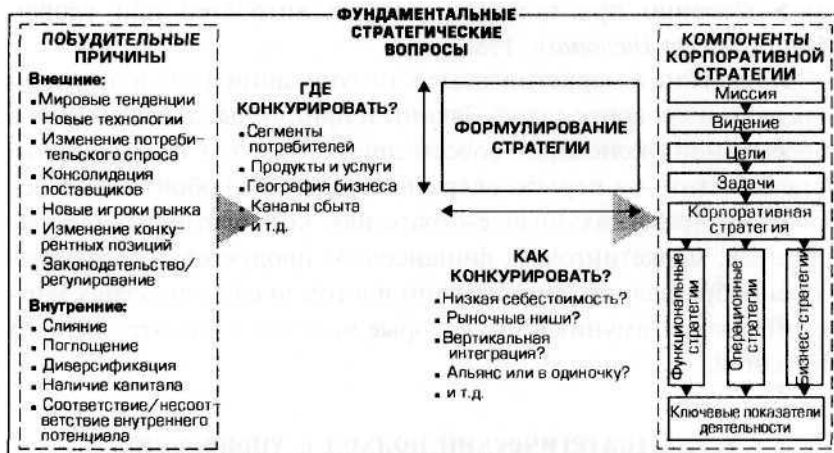 ФУНДАМЕНТАЛЬНЫЕ
СТРАТЕГИЧЕСКИЕ
ВОПРОСЫ
ПОБУДИТЕЛЬНЫЕ
ПРИЧИНЫ
Внешние:
▪ Мировые тенденции
▪ Новые технологии
▪ Изменение потреби-
тельского спроса
▪ Консолидация
поставщиков
▪ Новые игроки рынка
▪ Изменение конку-
рентных позиций
▪ Законодательство/
регулирование
Внутренние:
▪ Слияние
▪ Поглощение
▪ Диверсификация
▪ Наличие капитала
▪ Соответствие/несоот-
ветствие внутреннего
потенциала
ГДЕ
КОНКУРИРОВАТЬ?
▪ Сегменты
потребителей
▪ Продукты и услуги
▪ География бизнеса
▪ Каналы сбыта
▪ и т.д.
ФОРМУЛИРОВАНИЕ
СТРАТЕГИИ
КАК
КОНКУРИРОВАТЬ?
▪ Низкая себестоимость?
▪ Рыночные ниши?
▪ Вертикальная
интеграция?
▪ Альянс или в одиночку?
▪ и т.д.
КОМПОНЕНТЫ
КОРПОРАТИВНОЙ
СТРАТЕГИИ
Миссия
Видение
Цели
Задачи
Корпоративная
стратегия
Функциональные
стратегии
Операционные
стратегии
Бизнес-стратегии
Ключевые показатели
деятельности